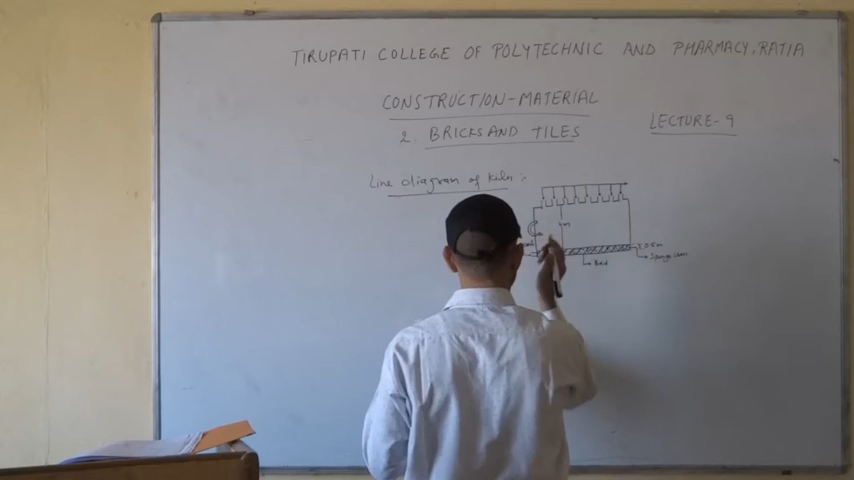 TIRUPATI COLLEGE OF POLYTECHNIC AND PHARMACY, RATIA
CONSTRUCTION-MATERIAL
2. BRICKS AND TILES
LECTURE-9
Line diagram of kiln :-
4m
Bed